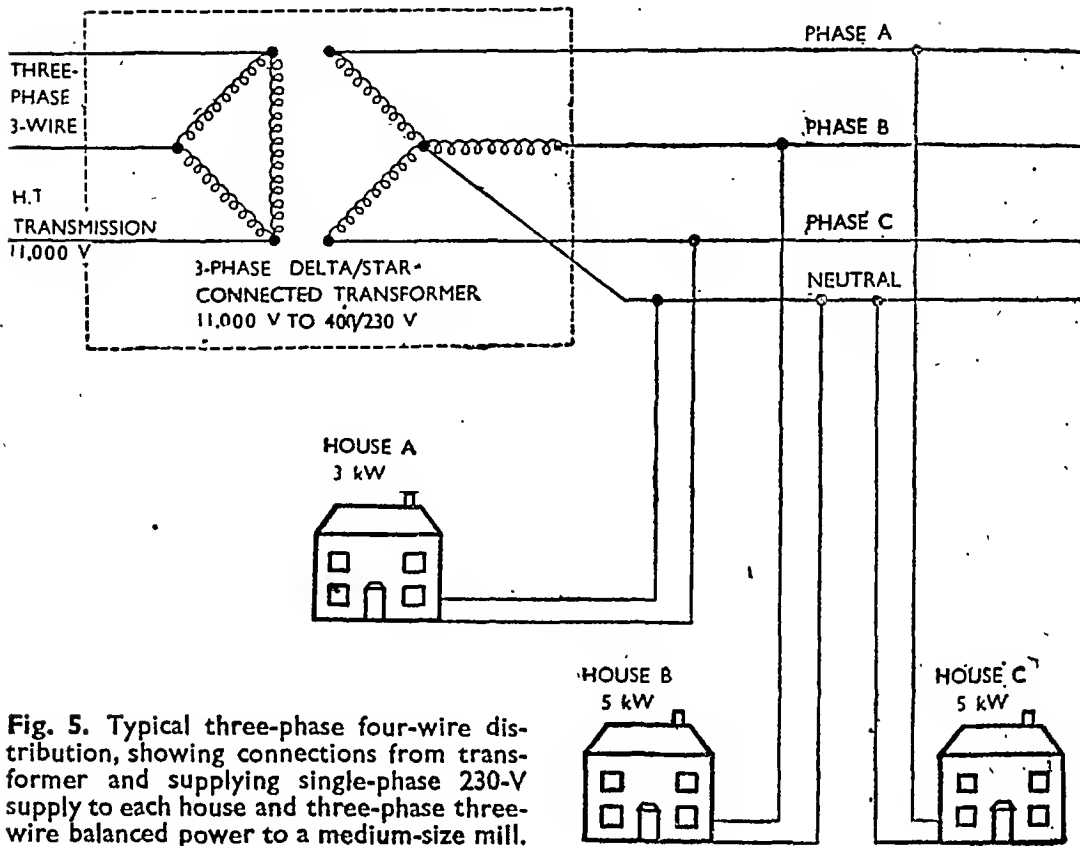 PHASE A
THREE-
PHASE
3-WIRE
PHASE B
H.T
TRANSMISSION
11,000 V
PHASE C
3-PHASE DELTA/STAR-
CONNECTED TRANSFORMER
11,000 V TO 400/230 V
NEUTRAL
HOUSE A
3 kW
HOUSE B
5 kW
HOUSE C
5 kW
Fig. 5. Typical three-phase four-wire dis-
tribution, showing connections from trans-
former and supplying single-phase 230-V
supply to each house and three-phase three-
wire balanced power to a medium-size mill.